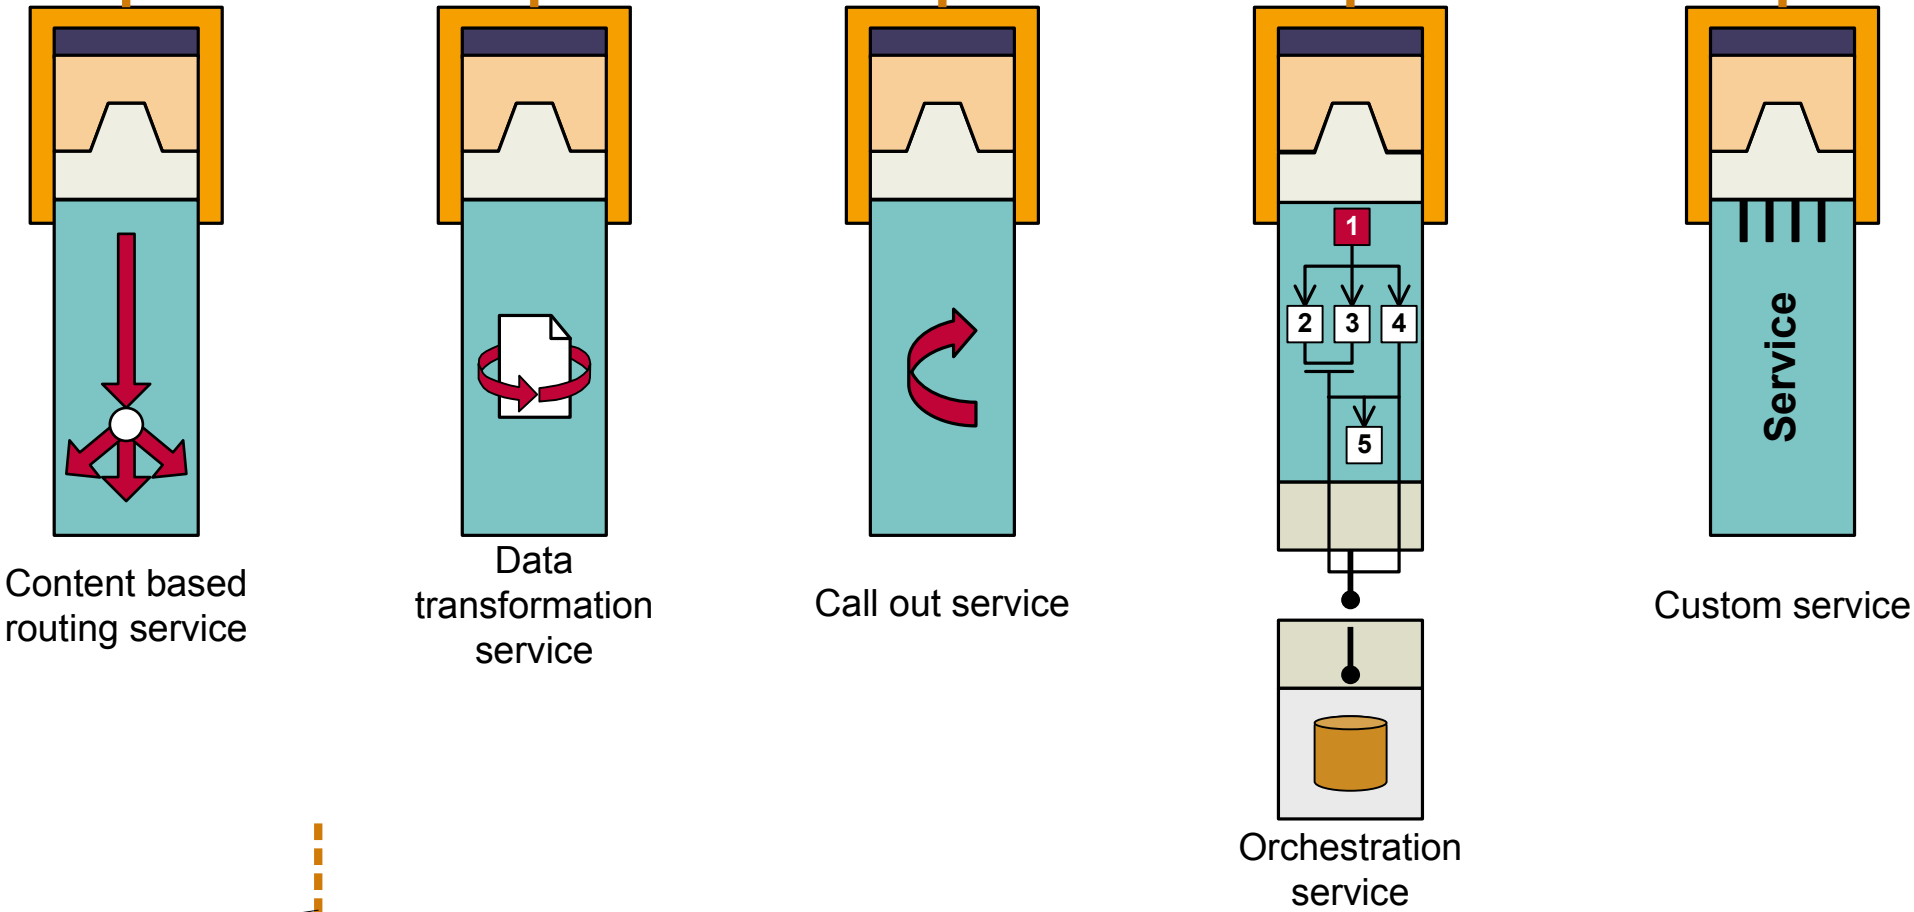 1
2 3 4
5
Service
Content based
routing service
Data
transformation
service
Call out service
Custom service
Orchestration
service